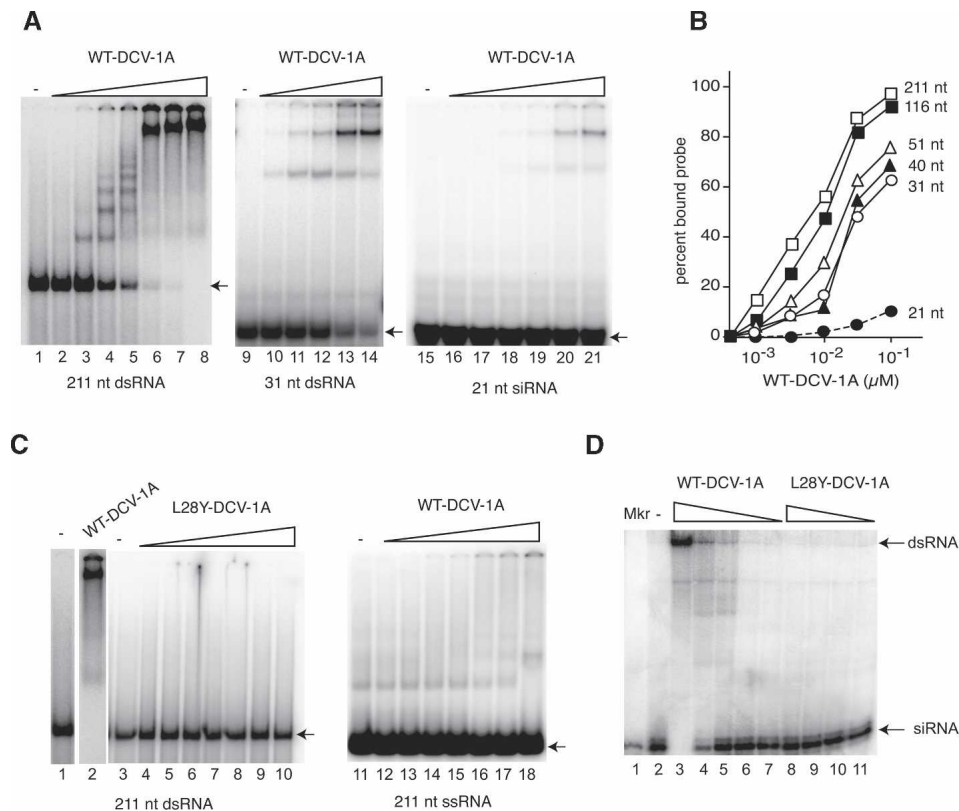 A
WT-DCV-1A
WT-DCV-1A
WT-DCV-1A
- - -
1 2 3 4 5 6 7 8
9 10 11 12 13 14
15 16 17 18 19 20 21
211 nt dsRNA
31 nt dsRNA
21 nt siRNA
B
percent bound probe
100
80
60
40
20
0
211 nt
116 nt
51 nt
40 nt
31 nt
21 nt
10⁻³ 10⁻² 10⁻¹
WT-DCV-1A (µM)
C
- WT-DCV-1A
L28Y-DCV-1A
-
WT-DCV-1A
-
1 2 3 4 5 6 7 8 9 10
11 12 13 14 15 16 17 18
211 nt dsRNA
211 nt ssRNA
D
WT-DCV-1A L28Y-DCV-1A
Mkr -
dsRNA
siRNA
1 2 3 4 5 6 7 8 9 10 11